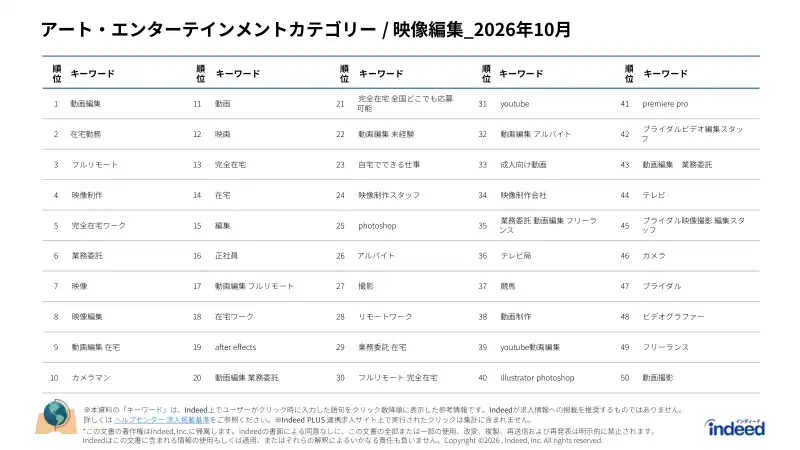 アート・エンターテインメントカテゴリー / 映像編集_2026年10月
順位 キーワード 順位 キーワード 順位 キーワード 順位 キーワード 順位 キーワード
1 動画編集 11 動画 21 完全在宅 全国どこでも応募可能 31 youtube 41 premiere pro
2 在宅勤務 12 映画 22 動画編集 未経験 32 動画編集 アルバイト 42 ブライダルビデオ編集スタッフ
3 フルリモート 13 完全在宅 23 自宅でできる仕事 33 成人向け動画 43 動画編集　業務委託
4 映像制作 14 在宅 24 映像制作スタッフ 34 映像制作会社 44 テレビ
5 完全在宅ワーク 15 編集 25 photoshop 35 業務委託 動画編集 フリーランス 45 ブライダル映像撮影 編集スタッフ
6 業務委託 16 正社員 26 アルバイト 36 テレビ局 46 カメラ
7 映像 17 動画編集 フルリモート 27 撮影 37 競馬 47 ブライダル
8 映像編集 18 在宅ワーク 28 リモートワーク 38 動画制作 48 ビデオグラファー
9 動画編集 在宅 19 after effects 29 業務委託 在宅 39 youtube動画編集 49 フリーランス
10 カメラマン 20 動画編集 業務委託 30 フルリモート 完全在宅 40 illustrator photoshop 50 動画撮影
※本資料の「キーワード」は、Indeed上でユーザーがクリック時に入力した語句をクリック数降順に表示した参考情報です。Indeedが求人情報への掲載を推奨するものではありません。
詳しくは ヘルプセンター 求人掲載基準をご参照ください。※Indeed PLUS 連携求人サイト上で実行されたクリックは集計に含まれません。
*この文書の著作権はIndeed, Inc.に帰属します。Indeedの書面による同意なしに、この文書の全部または一部の使用、改変、複製、再送信および再発表は明示的に禁止されます。
Indeedはこの文書に含まれる情報の使用もしくは適用、またはそれらの解釈によるいかなる責任も負いません。Copyright ©2026 , Indeed, Inc. All rights reserved.
インディード
indeed